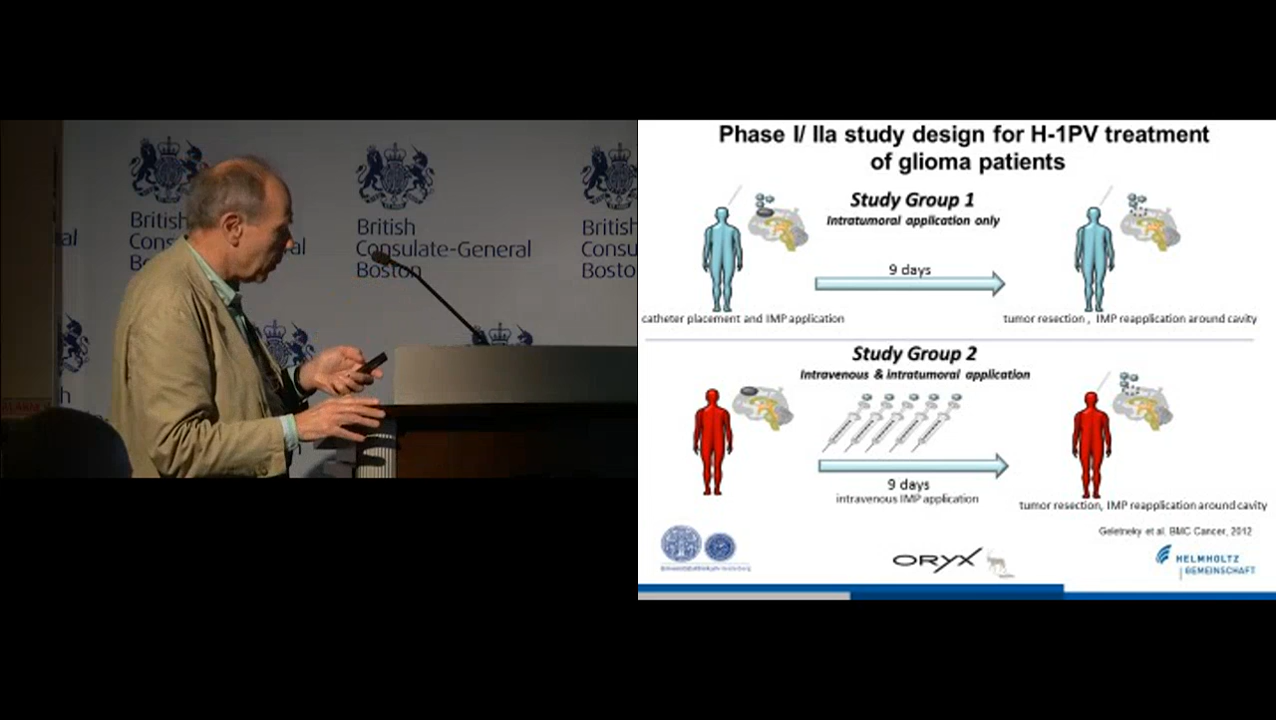 British
British
Consulate-General
Boston
British
Consu
Bosto
Phase I/ IIa study design for H-1PV treatment
of glioma patients
Study Group 1
Intratumoral application only
9 days
catheter placement and IMP application
tumor resection , IMP reapplication around cavity
Study Group 2
Intravenous & intratumoral application
9 days
intravenous IMP application
tumor resection, IMP reapplication around cavity
Geletneky et al. BMC Cancer, 2012
ORYX
HELMHOLTZ
GEMEINSCHAFT